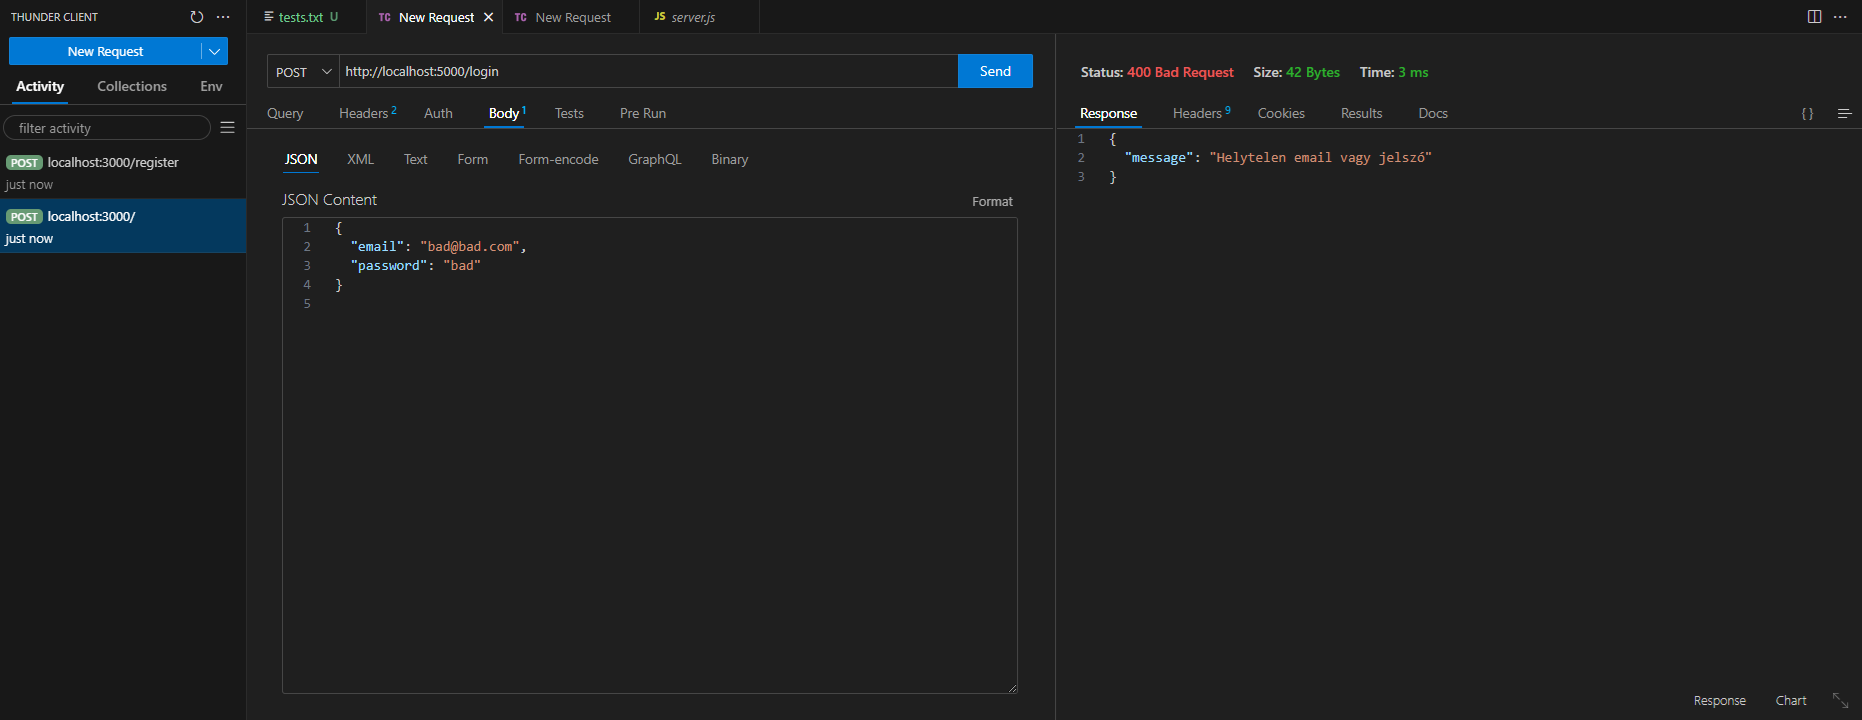 THUNDER CLIENT
New Request
Activity Collections Env
filter activity
POST localhost:3000/register
just now
POST localhost:3000/
just now
tests.txt U
TC New Request
TC New Request
JS server.js
POST http://localhost:5000/login Send
Query Headers 2 Auth Body 1 Tests Pre Run
JSON XML Text Form Form-encode GraphQL Binary
JSON Content Format
1 {
2 "email": "bad@bad.com",
3 "password": "bad"
4 }
5
Status: 400 Bad Request Size: 42 Bytes Time: 3 ms
Response Headers 9 Cookies Results Docs { }
1 {
2 "message": "Helytelen email vagy jelszó"
3 }
Response Chart